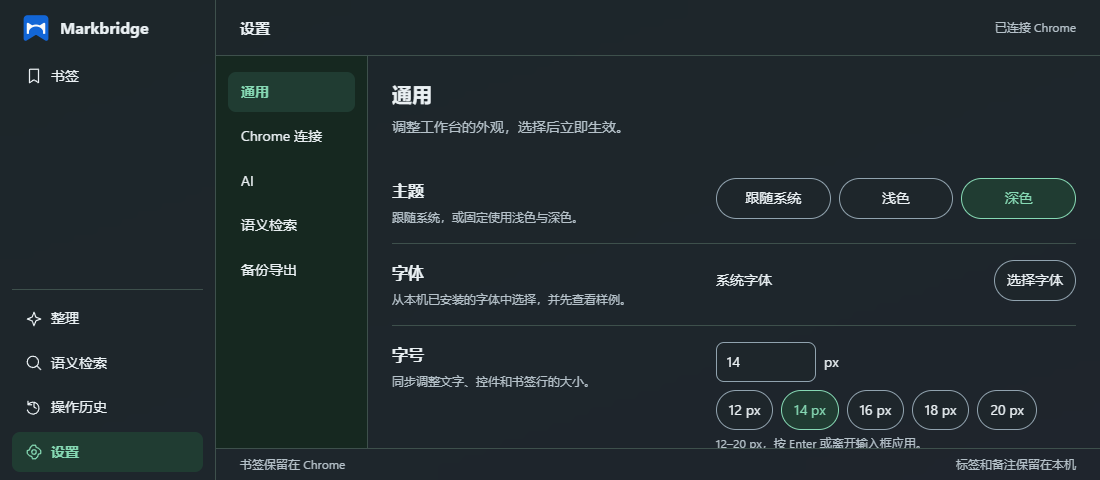 Markbridge
书签
整理
语义检索
操作历史
设置
设置
已连接 Chrome
通用
Chrome 连接
AI
语义检索
备份导出
通用
调整工作台的外观，选择后立即生效。
主题
跟随系统，或固定使用浅色与深色。
跟随系统
浅色
深色
字体
从本机已安装的字体中选择，并先查看样例。
系统字体
选择字体
字号
同步调整文字、控件和书签行的大小。
14 px
12 px
14 px
16 px
18 px
20 px
12–20 px，按 Enter 或离开输入框应用。
书签保留在 Chrome
标签和备注保留在本机